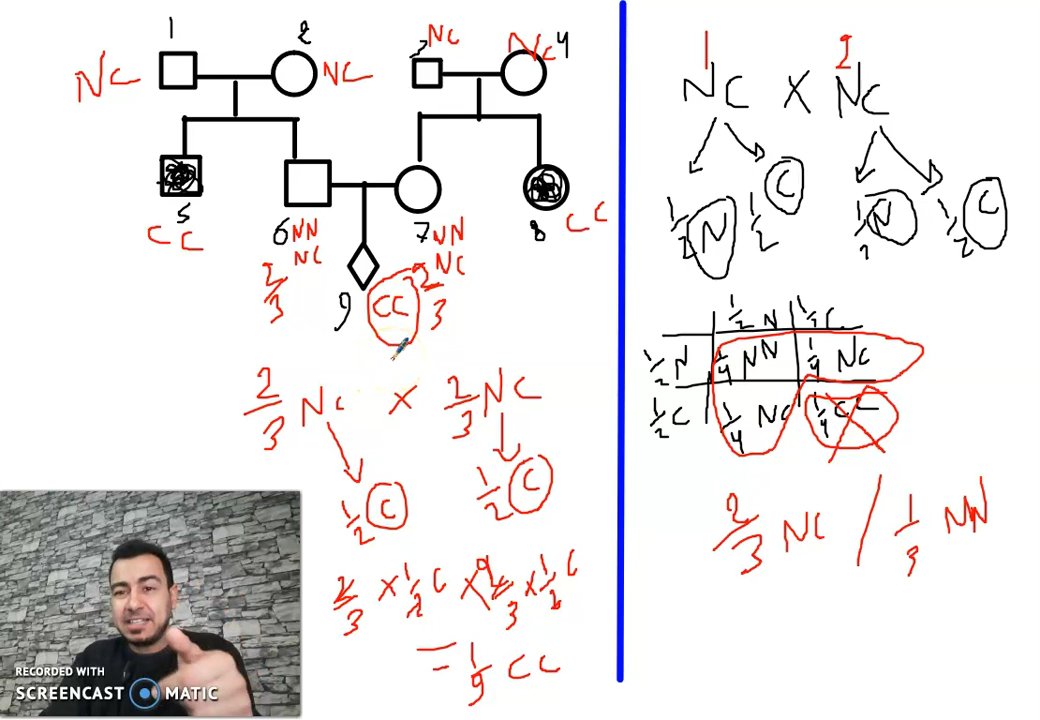 1 2 NC 4
NC NC NC
5 6 NN 7 NN 8 CC
CC NC NC
2/3 9 CC 2/3
2/3 NC X 2/3 NC
1/2 C 1/2 C
2/3 X 1/2 C X 2/3 X 1/2 C
= 1/9 CC
RECORDED WITH
SCREENCAST MATIC
1 2
NC X NC
C
1/2 N 1/2 1/2 N 1/2 C
1/2 N 1/2 C
1/2 N 1/4 NN 1/4 NC
1/2 C 1/4 NC 1/4 CC
2/3 NC / 1/3 NN